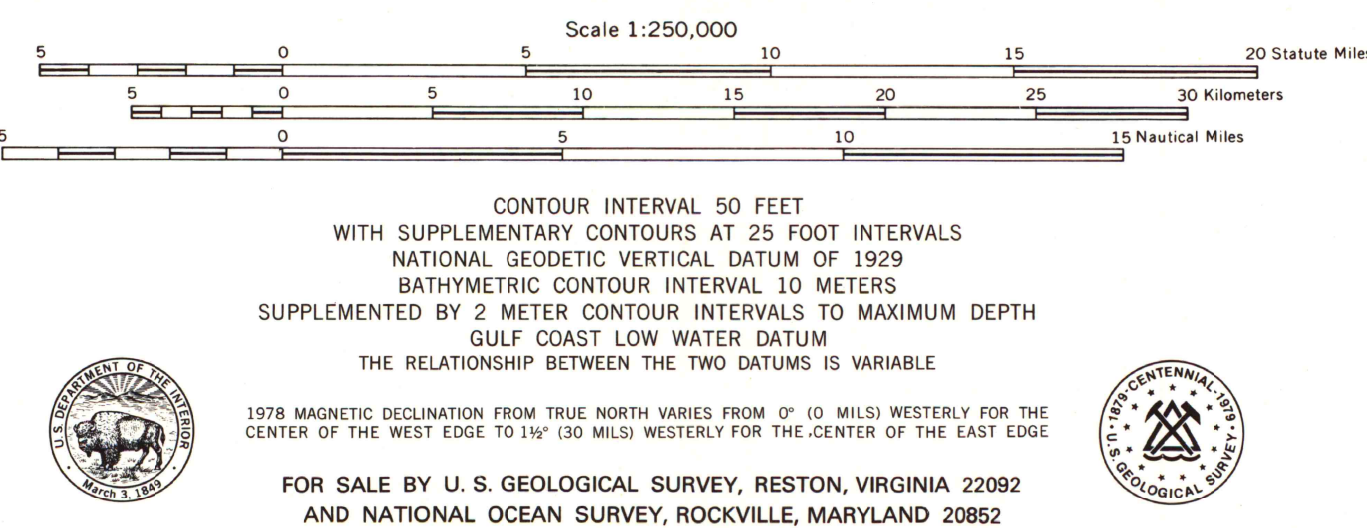 Scale 1:250,000
5 0 5 10 15 20 Statute Miles
5 0 5 10 15 20 25 30 Kilometers
5 0 5 10 15 Nautical Miles
CONTOUR INTERVAL 50 FEET
WITH SUPPLEMENTARY CONTOURS AT 25 FOOT INTERVALS
NATIONAL GEODETIC VERTICAL DATUM OF 1929
BATHYMETRIC CONTOUR INTERVAL 10 METERS
SUPPLEMENTED BY 2 METER CONTOUR INTERVALS TO MAXIMUM DEPTH
GULF COAST LOW WATER DATUM
THE RELATIONSHIP BETWEEN THE TWO DATUMS IS VARIABLE
U.S. DEPARTMENT OF THE INTERIOR
March 3, 1849
1978 MAGNETIC DECLINATION FROM TRUE NORTH VARIES FROM 0° (0 MILS) WESTERLY FOR THE
CENTER OF THE WEST EDGE TO 1½° (30 MILS) WESTERLY FOR THE CENTER OF THE EAST EDGE
1879·CENTENNIAL·1979
U.S. GEOLOGICAL SURVEY
FOR SALE BY U. S. GEOLOGICAL SURVEY, RESTON, VIRGINIA 22092
AND NATIONAL OCEAN SURVEY, ROCKVILLE, MARYLAND 20852